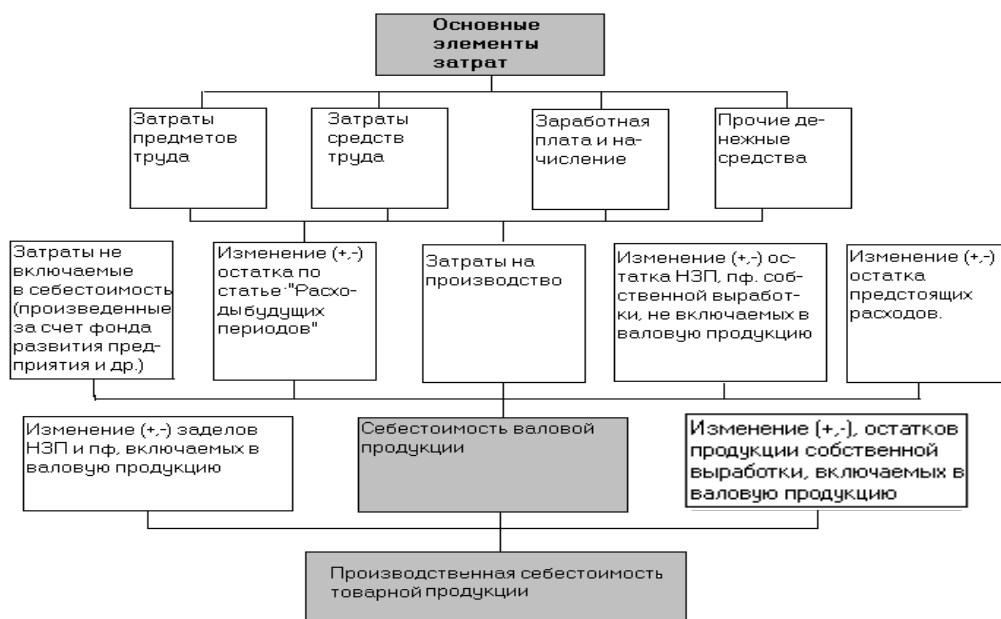 Основные
элементы
затрат
Затраты
предметов
труда
Затраты
средств
труда
Заработная
плата и на-
числение
Прочие де-
нежные
средства
Затраты не
включаемые
в себестоимость
(произведенные
за счет фонда
развития пред-
приятия и др.)
Изменение (+,-)
остатка по
статье "Расхо-
ды будущих
периодов"
Затраты на
производство
Изменение (+,-) ос-
татка НЗП, пф. соб-
ственной выработ-
ки, не включаемых в
валовую продукцию
Изменение (+,-)
остатка
предстоящих
расходов.
Изменение (+,-) заделов
НЗП и пф, включаемых в
валовую продукцию
Себестоимость валовой
продукции
Изменение (+,-), остатков
продукции собственной
выработки, включаемых в
валовую продукцию
Производственная себестоимость
товарной продукции